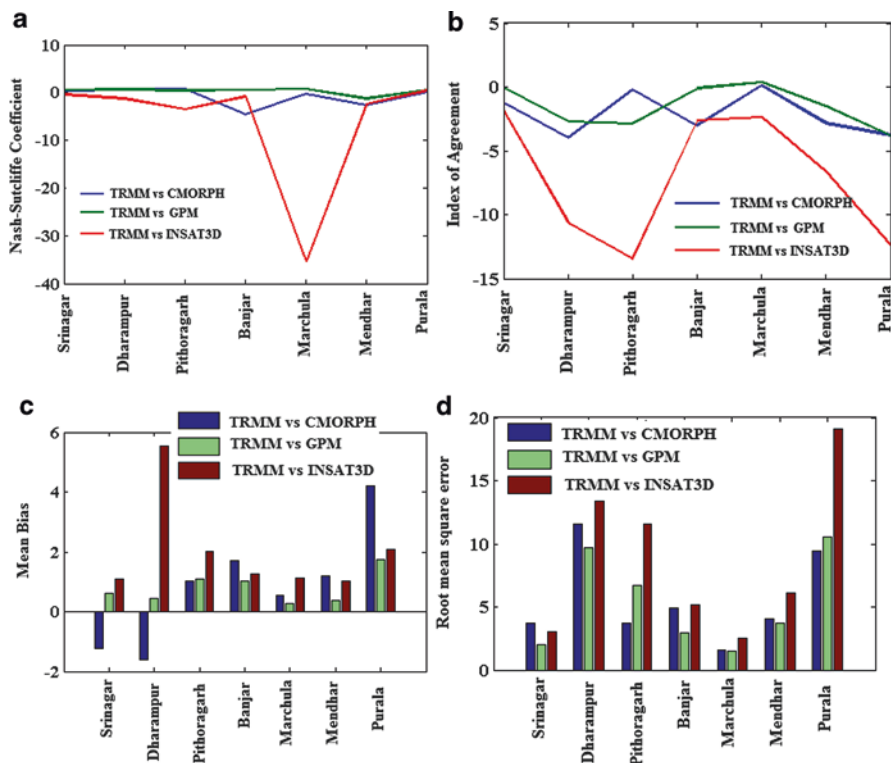 a
Nash-Sutcliffe Coefficient
10
0
-10
-20
-30
-40
TRMM vs CMORPH
TRMM vs GPM
TRMM vs INSAT3D
Srinagar
Dharampur
Pithoragarh
Banjar
Marchula
Mendhar
Purala
b
Index of Agreement
5
0
-5
-10
-15
TRMM vs CMORPH
TRMM vs GPM
TRMM vs INSAT3D
Srinagar
Dharampur
Pithoragarh
Banjar
Marchula
Mendhar
Purala
c
Mean Bias
6
4
2
0
-2
TRMM vs CMORPH
TRMM vs GPM
TRMM vs INSAT3D
Srinagar
Dharampur
Pithoragarh
Banjar
Marchula
Mendhar
Purala
d
Root mean square error
20
15
10
5
0
TRMM vs CMORPH
TRMM vs GPM
TRMM vs INSAT3D
Srinagar
Dharampur
Pithoragarh
Banjar
Marchula
Mendhar
Purala